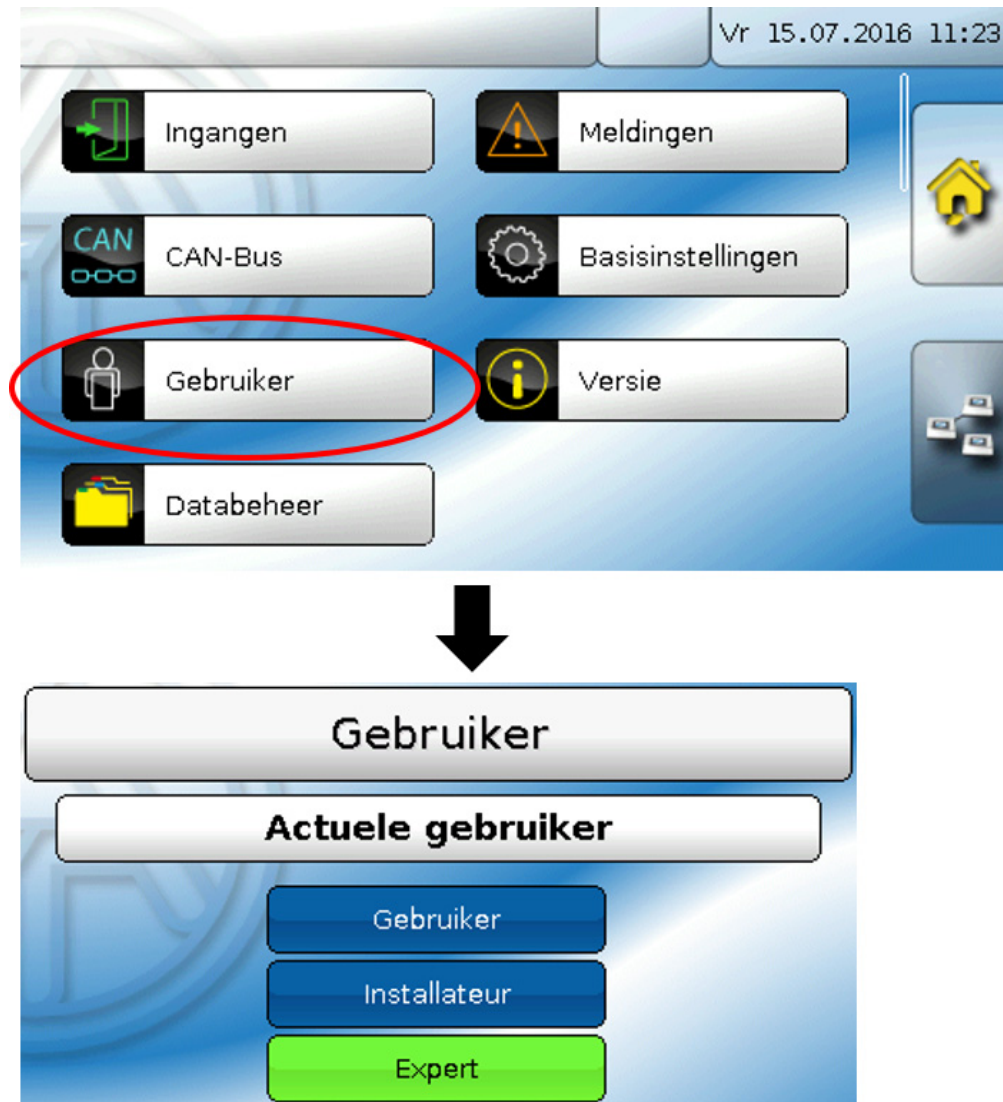 Vr 15.07.2016 11:23
Ingangen
Meldingen
CAN
CAN-Bus
Basisinstellingen
Gebruiker
Versie
Databeheer
Gebruiker
Actuele gebruiker
Gebruiker
Installateur
Expert